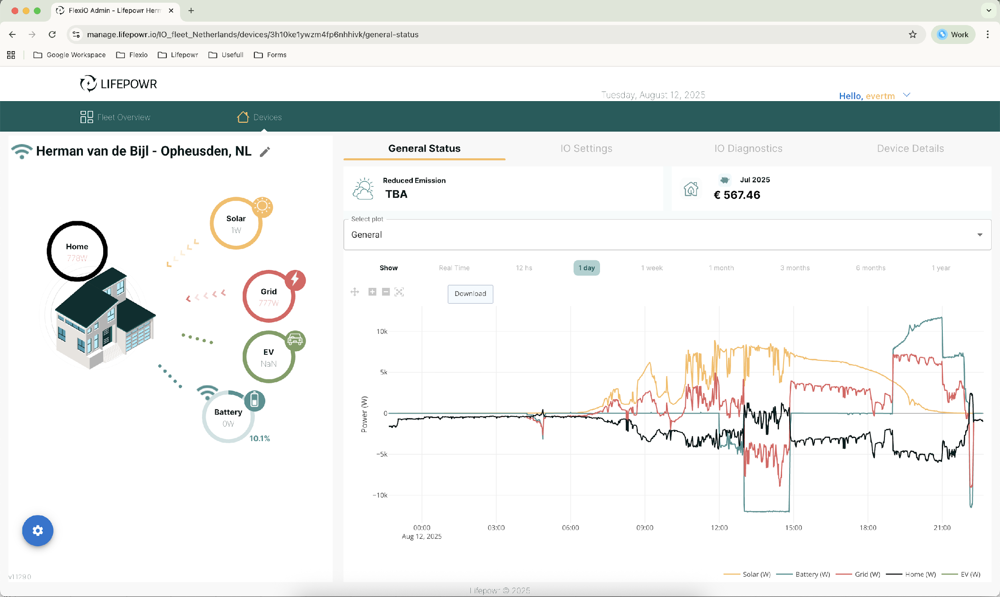 FlexiO Admin - Lifepowr Herm
manage.lifepowr.io/IO_fleet_Netherlands/devices/3h10ke1ywzm4fp6nhhivk/general-status
Work
Google Workspace
Flexio
Lifepowr
Usefull
Forms
LIFEPOWR
Tuesday, August 12, 2025
Hello, evertm
Fleet Overview
Devices
Herman van de Bijl - Opheusden, NL
General Status
IO Settings
IO Diagnostics
Device Details
Reduced Emission
TBA
Jul 2025
€ 567.46
Select plot
General
Show
Real Time
12 hs
1 day
1 week
1 month
3 months
6 months
1 year
Download
Home
778W
Solar
1W
Grid
777W
EV
NaN
Battery
0W
10.1%
Power (W)
10k
5k
0
−5k
−10k
00:00
Aug 12, 2025
03:00
06:00
09:00
12:00
15:00
18:00
21:00
Solar (W)
Battery (W)
Grid (W)
Home (W)
EV (W)
v1.129.0
Lifepowr © 2025